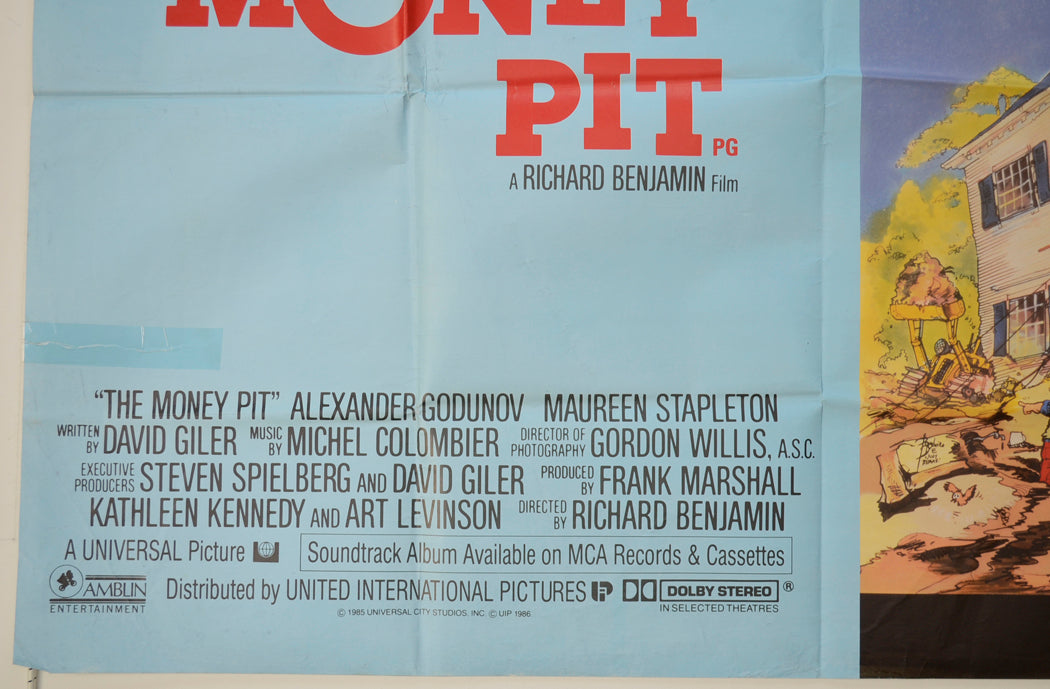 MONEY
PIT PG
A RICHARD BENJAMIN Film
"THE MONEY PIT" ALEXANDER GODUNOV MAUREEN STAPLETON
WRITTEN BY DAVID GILER MUSIC BY MICHEL COLOMBIER DIRECTOR OF PHOTOGRAPHY GORDON WILLIS, A.S.C.
EXECUTIVE PRODUCERS STEVEN SPIELBERG AND DAVID GILER PRODUCED BY FRANK MARSHALL
KATHLEEN KENNEDY AND ART LEVINSON DIRECTED BY RICHARD BENJAMIN
A UNIVERSAL Picture Soundtrack Album Available on MCA Records & Cassettes
AMBLIN ENTERTAINMENT Distributed by UNITED INTERNATIONAL PICTURES DOLBY STEREO ®
IN SELECTED THEATRES
© 1985 UNIVERSAL CITY STUDIOS, INC. © UIP 1986